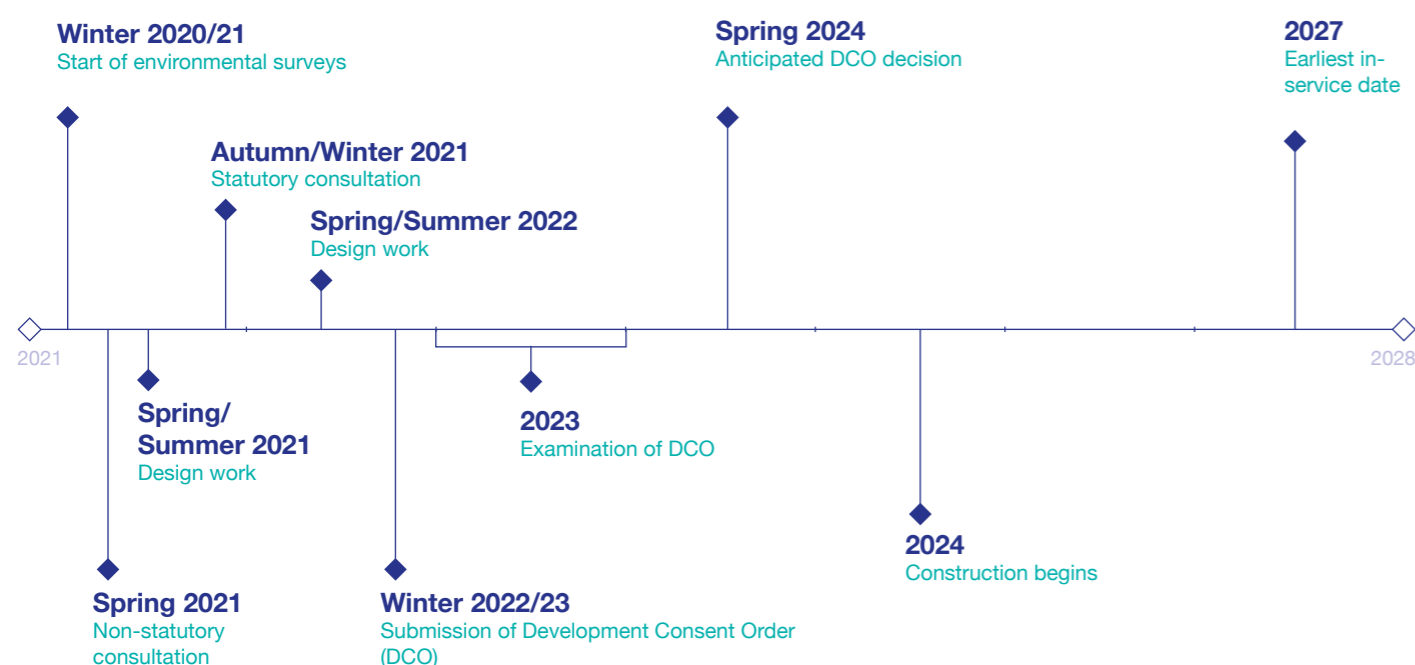 Winter 2020/21
Start of environmental surveys
Spring 2024
Anticipated DCO decision
2027
Earliest in-
service date
Autumn/Winter 2021
Statutory consultation
Spring/Summer 2022
Design work
2021
2028
Spring/
Summer 2021
Design work
2023
Examination of DCO
2024
Construction begins
Spring 2021
Non-statutory
consultation
Winter 2022/23
Submission of Development Consent Order
(DCO)